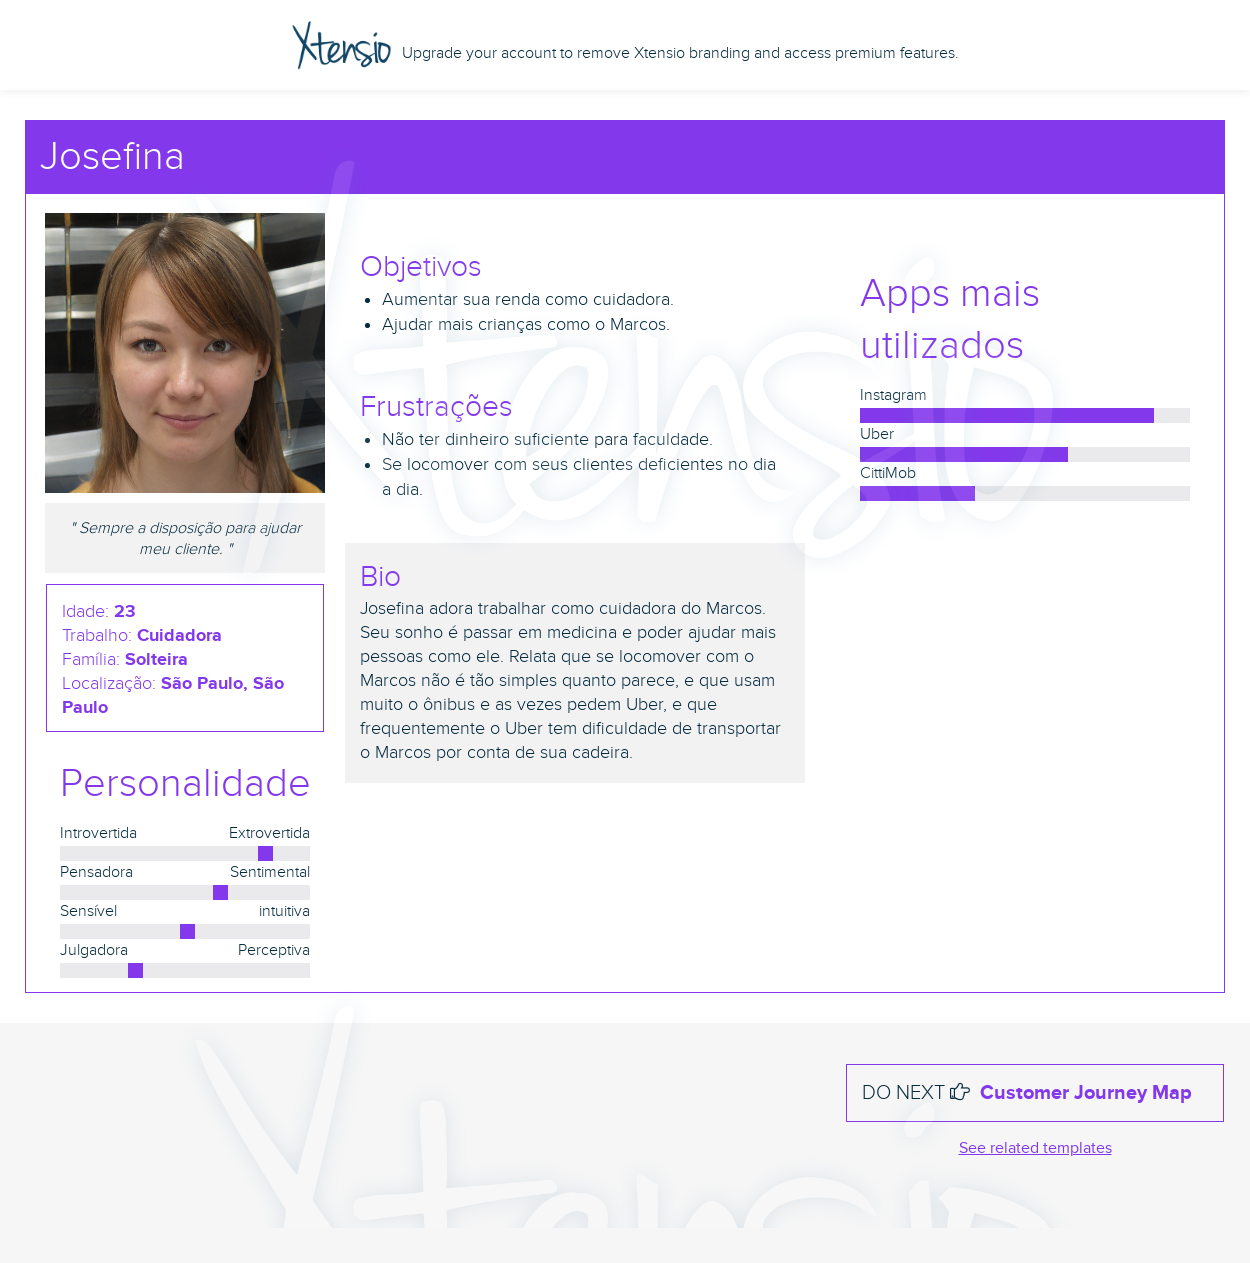 Xtensio Upgrade your account to remove Xtensio branding and access premium features.
Josefina
" Sempre a disposição para ajudar
meu cliente. "
Idade: 23
Trabalho: Cuidadora
Família: Solteira
Localização: São Paulo, São
Paulo
Personalidade
Introvertida Extrovertida
Pensadora Sentimental
Sensível intuitiva
Julgadora Perceptiva
Objetivos
• Aumentar sua renda como cuidadora.
• Ajudar mais crianças como o Marcos.
Frustrações
• Não ter dinheiro suficiente para faculdade.
• Se locomover com seus clientes deficientes no dia
a dia.
Bio
Josefina adora trabalhar como cuidadora do Marcos.
Seu sonho é passar em medicina e poder ajudar mais
pessoas como ele. Relata que se locomover com o
Marcos não é tão simples quanto parece, e que usam
muito o ônibus e as vezes pedem Uber, e que
frequentemente o Uber tem dificuldade de transportar
o Marcos por conta de sua cadeira.
Apps mais
utilizados
Instagram
Uber
CittiMob
Xtensio
DO NEXT Customer Journey Map
See related templates
Xtensio